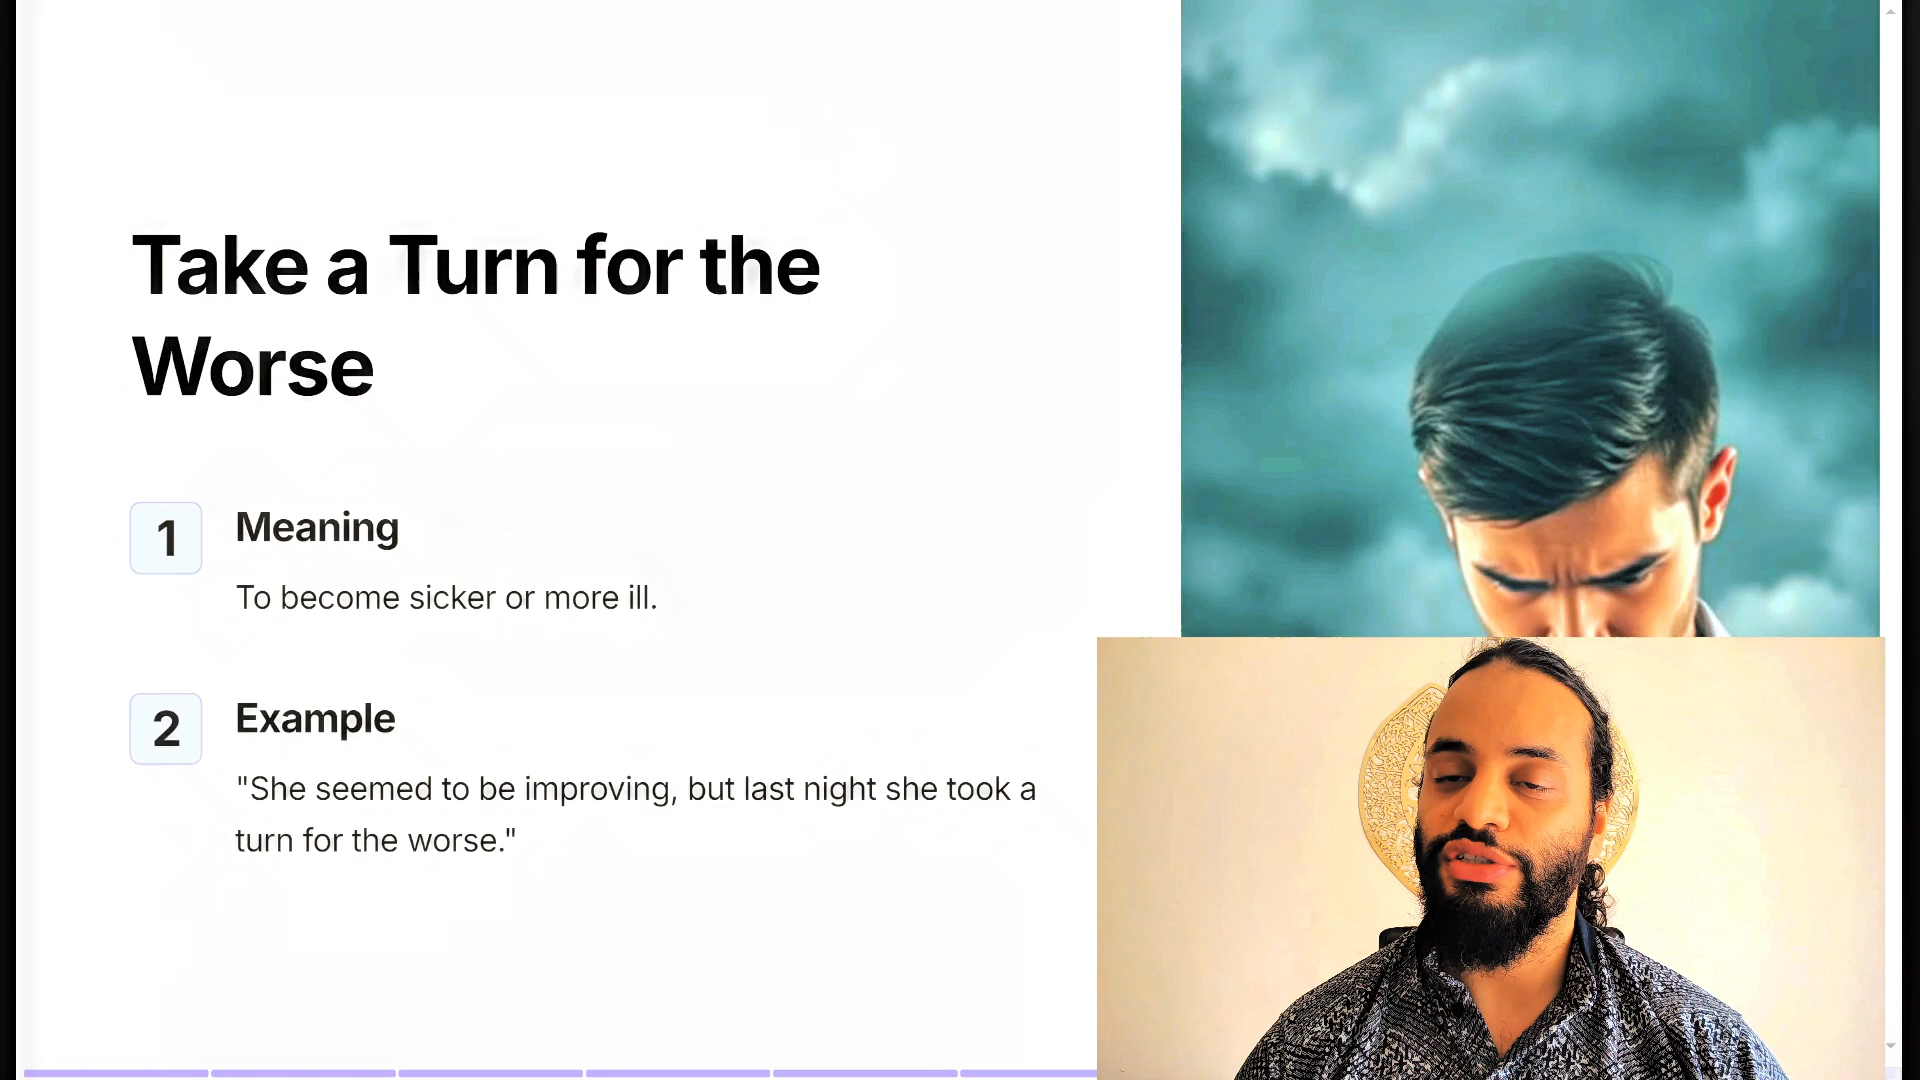 Take a Turn for the
Worse
1
Meaning
To become sicker or more ill.
2
Example
"She seemed to be improving, but last night she took a
turn for the worse."